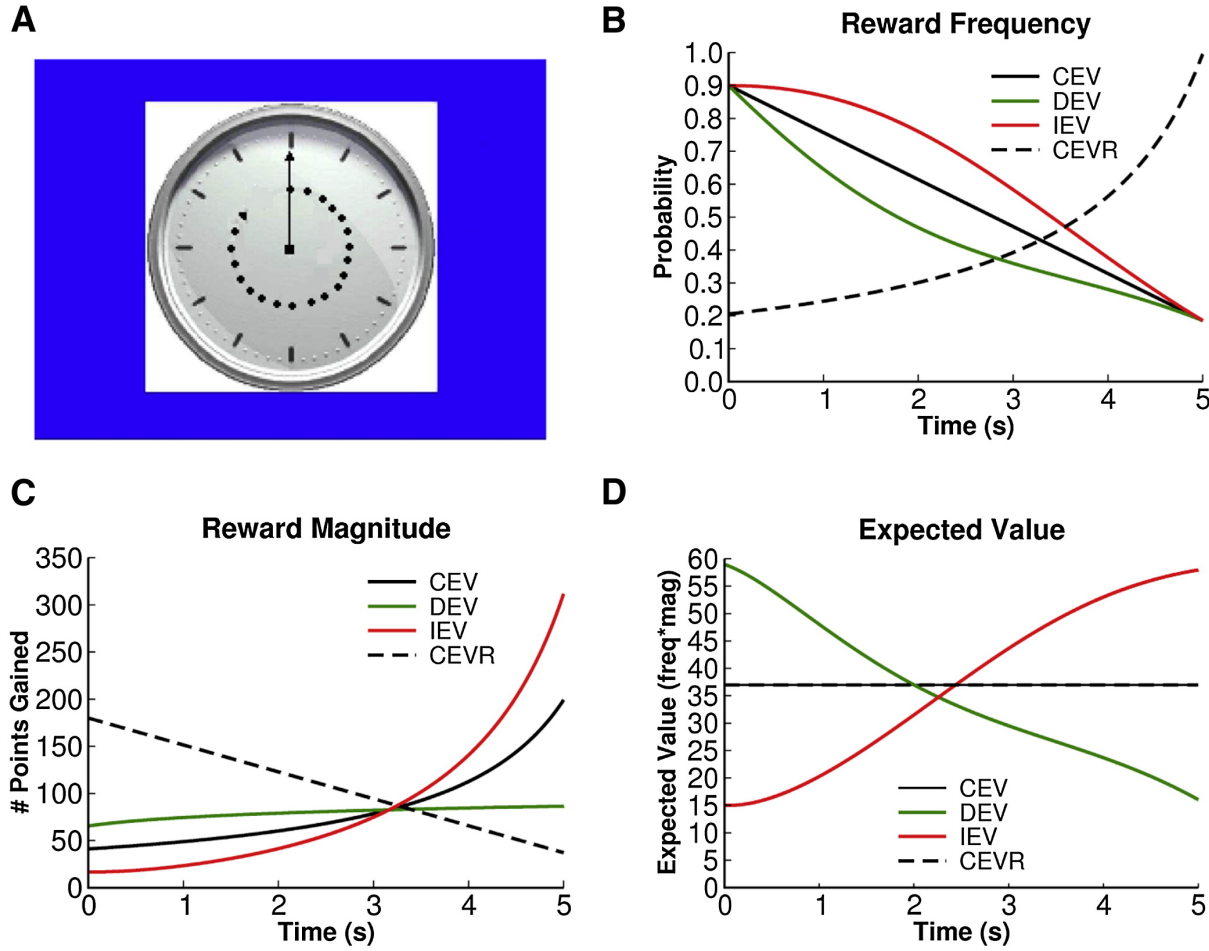 A
B
Reward Frequency
Probability
1.0
0.9
0.8
0.7
0.6
0.5
0.4
0.3
0.2
0.1
0.0
CEV
DEV
IEV
CEVR
0 1 2 3 4 5
Time (s)
C
Reward Magnitude
# Points Gained
350
300
250
200
150
100
50
0
CEV
DEV
IEV
CEVR
0 1 2 3 4 5
Time (s)
D
Expected Value
Expected Value (freq*mag)
60
55
50
45
40
35
30
25
20
15
10
5
0
CEV
DEV
IEV
CEVR
0 1 2 3 4 5
Time (s)